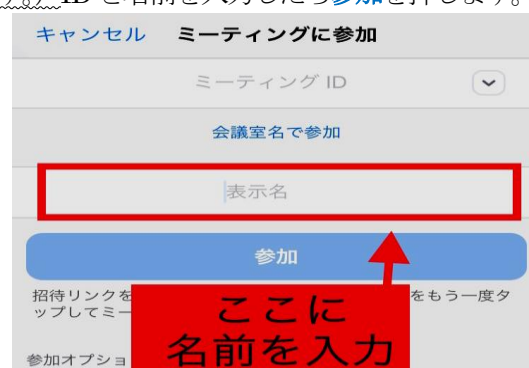 す。）ID と名前を入力したら参加を押します。
キャンセル ミーティングに参加
ミーティング ID
会議室名で参加
表示名
参加
招待リンクを をもう一度タ
ップしてミー
ここに
名前を入力
参加オプショ